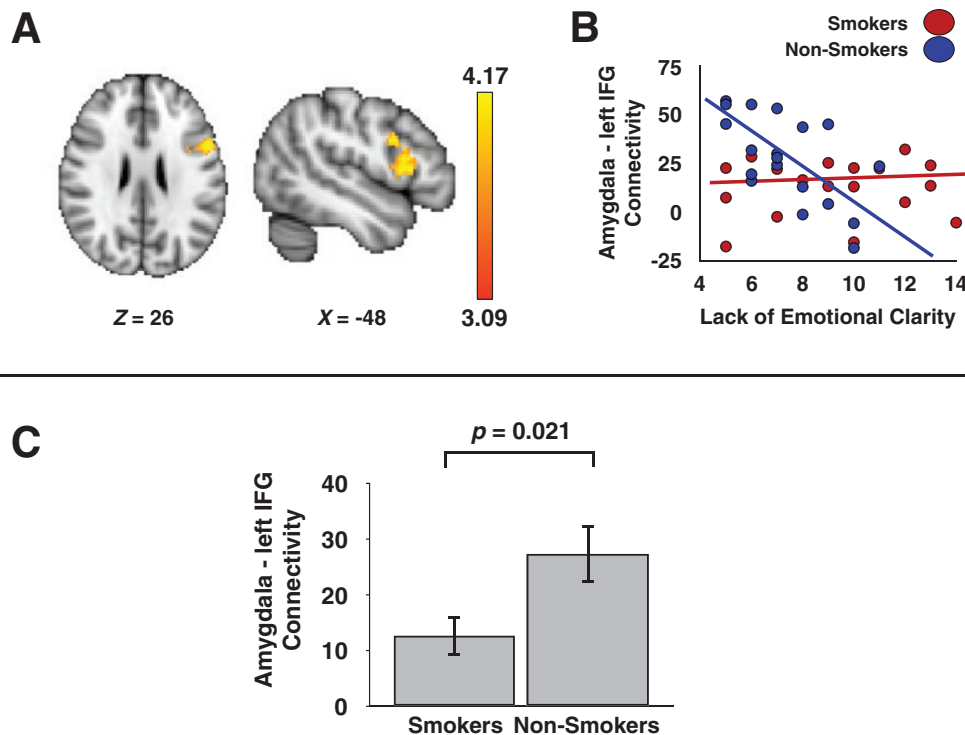 A
4.17
3.09
Z = 26
X = -48
B
Smokers
Non-Smokers
Amygdala - left IFG
Connectivity
75
50
25
0
-25
4 6 8 10 12 14
Lack of Emotional Clarity
C
p = 0.021
Amygdala - left IFG
Connectivity
40
30
20
10
0
Smokers Non-Smokers